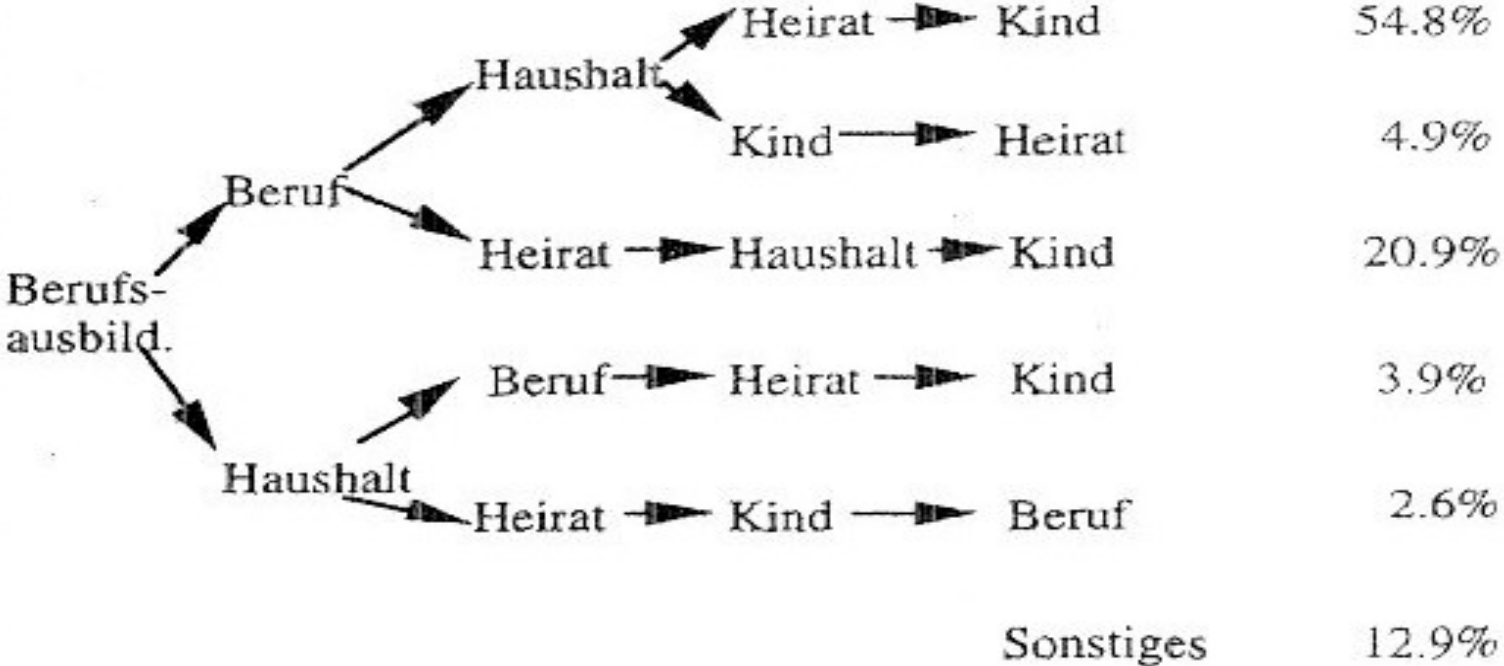 Heirat Kind 54.8%
Haushalt
Kind Heirat 4.9%
Beruf
Heirat Haushalt Kind 20.9%
Berufs-
ausbild.
Beruf Heirat Kind 3.9%
Haushalt
Heirat Kind Beruf 2.6%
Sonstiges 12.9%